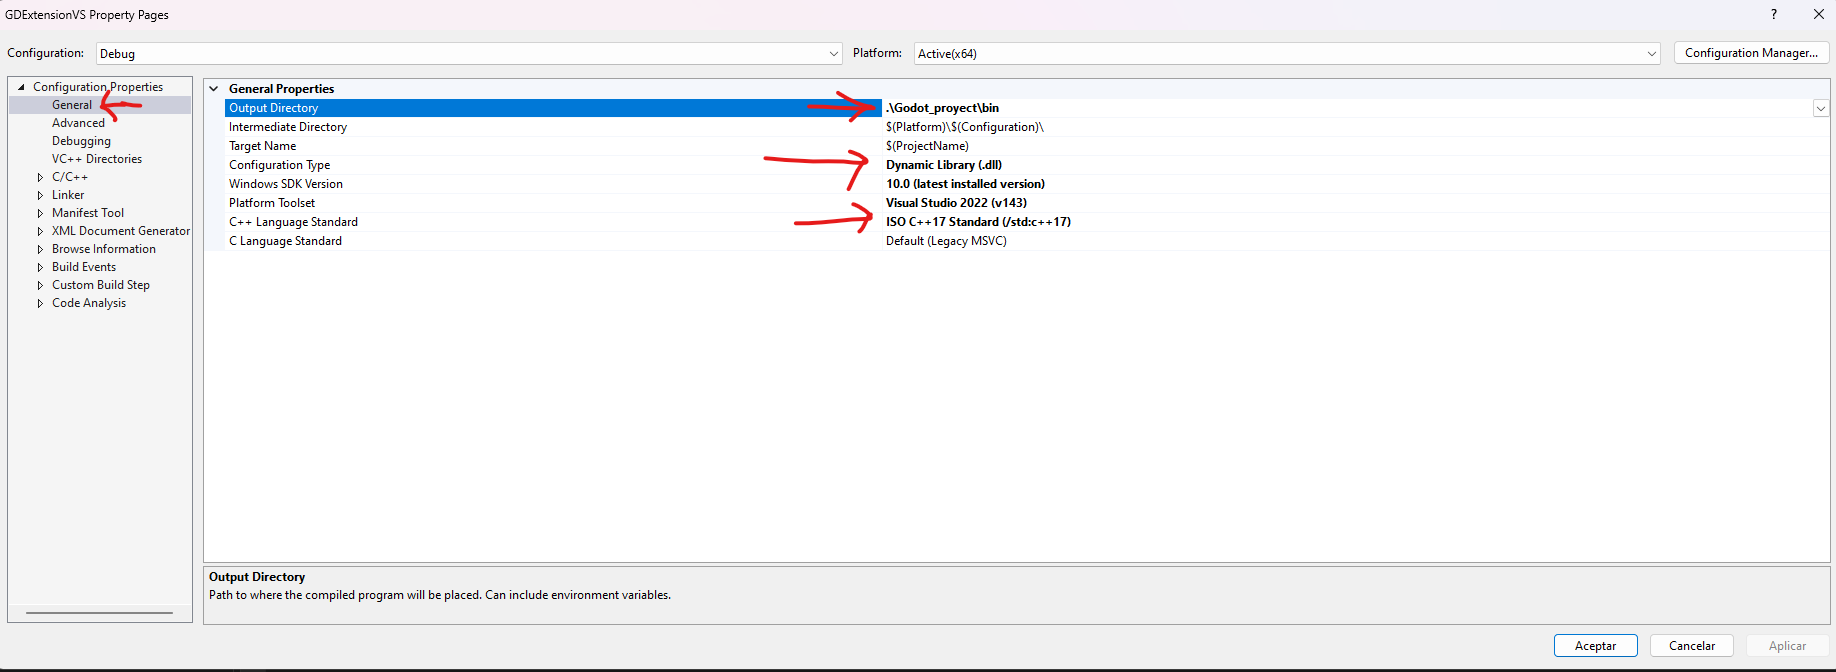 GDExtensionVS Property Pages
?
Configuration: Debug Platform: Active(x64) Configuration Manager...
Configuration Properties
General
Advanced
Debugging
VC++ Directories
C/C++
Linker
Manifest Tool
XML Document Generator
Browse Information
Build Events
Custom Build Step
Code Analysis
General Properties
Output Directory .\Godot_proyect\bin
Intermediate Directory $(Platform)\$(Configuration)\
Target Name $(ProjectName)
Configuration Type Dynamic Library (.dll)
Windows SDK Version 10.0 (latest installed version)
Platform Toolset Visual Studio 2022 (v143)
C++ Language Standard ISO C++17 Standard (/std:c++17)
C Language Standard Default (Legacy MSVC)
Output Directory
Path to where the compiled program will be placed. Can include environment variables.
Aceptar Cancelar Aplicar